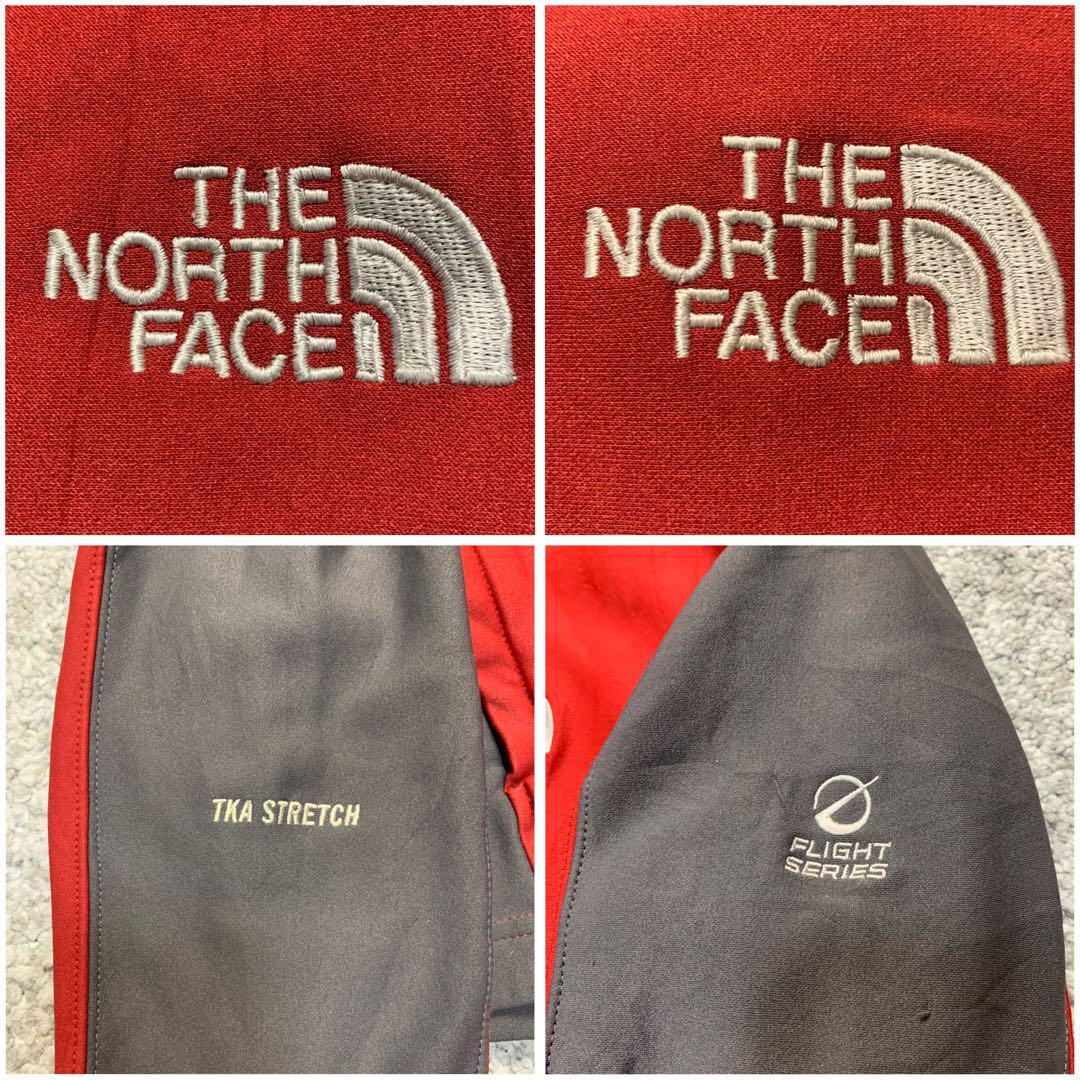 THE
NORTH
FACE
THE
NORTH
FACE
TKA STRETCH
FLIGHT
SERIES